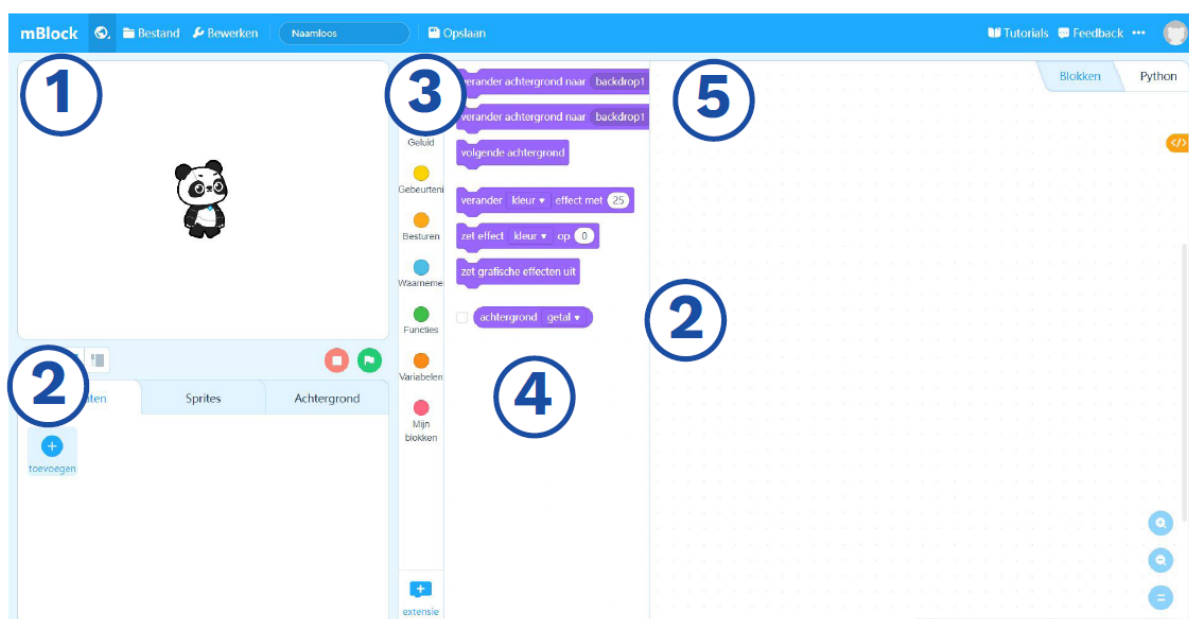 mBlock Bestand Bewerken Naamloos Opslaan Tutorials Feedback
1
3
5
verander achtergrond naar backdrop1
Blokken Python
verander achtergrond naar backdrop1
Geluid
volgende achtergrond
</>
Gebeurteni
verander kleur effect met 25
Besturen
zet effect kleur op 0
Waarneme
zet grafische effecten uit
Functies
achtergrond getal
2
2
Variabelen
4
Sprites Achtergrond
Mijn
blokken
toevoegen
extensie